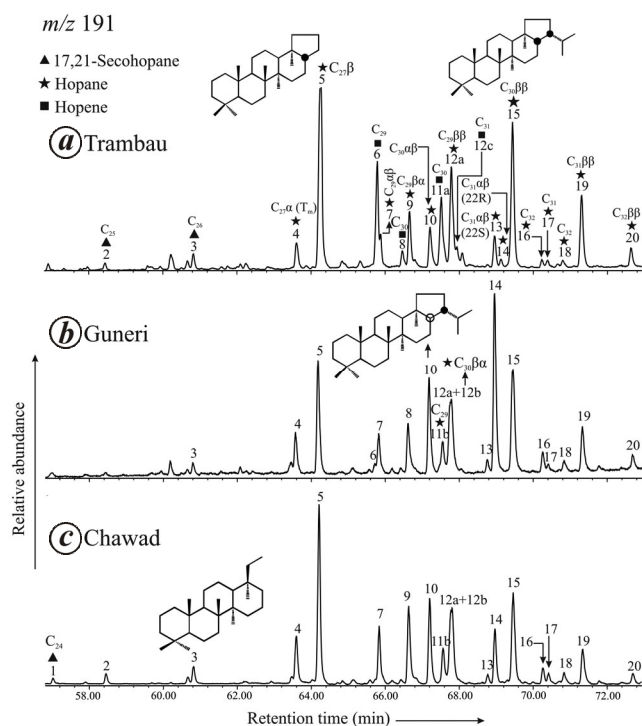 m/z 191
▲ 17,21-Secohopane
★ Hopane
■ Hopene
a Trambau
C₂₅
▲
2
C₂₆
▲
3
C₂₇α (Tₘ)
★
4
★ C₂₇β
5
C₂₉
■
6
C₂₉αβ
★
7
C₃₀
■
8
C₂₉βα
★
9
C₃₀αβ
★
10
C₃₀
■
11a
C₂₉ββ
★
12a
C₃₁
■
12c
C₃₁αβ
(22R)
C₃₁αβ
(22S)
★ 13
★
14
C₃₀ββ
★
15
C₃₂
★
16
C₃₁
★
17
C₃₂
★
18
C₃₁ββ
★
19
C₃₂ββ
★
20
b Guneri
3
4
5
6
7
8
10
C₂₉
★
11b
★ C₃₀βα
12a+12b
13
14
15
16
17
18
19
20
c Chawad
C₂₄
▲
1
2
3
4
5
7
9
10
11b
12a+12b
13
14
15
16
17
18
19
20
Relative abundance
58.00 60.00 62.00 64.00 66.00 68.00 70.00 72.00
Retention time (min)